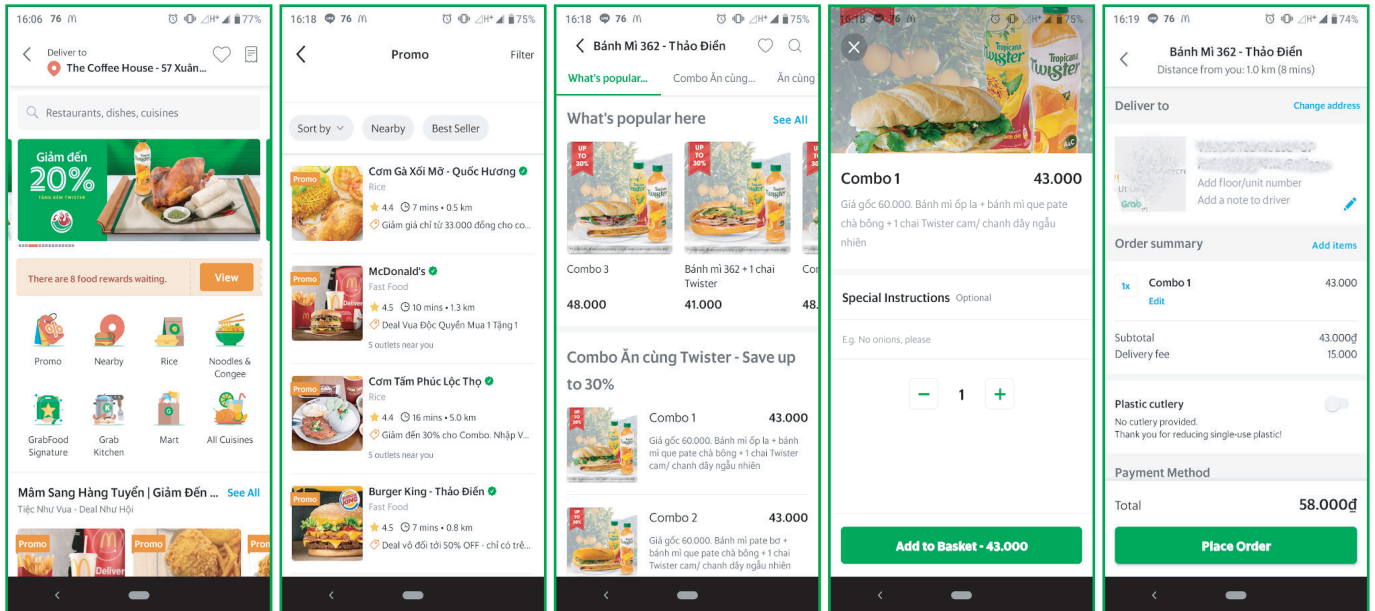 16:06 76 77%
Deliver to
The Coffee House - 57 Xuân...
Restaurants, dishes, cuisines
Giảm đến
20%
TẶNG KÈM TWISTER
There are 8 food rewards waiting.
View
Promo
Nearby
Rice
Noodles &
Congee
GrabFood
Signature
Grab
Kitchen
Mart
All Cuisines
Mâm Sang Hàng Tuyển | Giảm Đến ... See All
Tiệc Như Vua - Deal Như Hội
Promo
Promo
Prom
16:18 76 H+ 75%
Promo
Filter
Sort by
Nearby
Best Seller
Promo
Cơm Gà Xối Mỡ - Quốc Hương
Rice
4.4 7 mins • 0.5 km
Giảm giá chỉ từ 33.000 đồng cho co...
Promo
McDonald's
Fast Food
4.5 10 mins • 1.3 km
Deal Vua Độc Quyền Mua 1 Tặng 1
5 outlets near you
Promo
Cơm Tấm Phúc Lộc Thọ
Rice
4.4 16 mins • 5.0 km
Giảm đến 30% cho Combo. Nhập V...
5 outlets near you
Promo
Burger King - Thảo Điền
Fast Food
4.5 7 mins • 0.8 km
Deal vô đối tới 50% OFF - chỉ có trê...
16:18 76 H+ 75%
Bánh Mì 362 - Thảo Điền
What's popular...
Combo Ăn cùng...
Ăn cùng
What's popular here
See All
UP TO 30%
UP TO 30%
Combo 3
48.000
Bánh mì 362 + 1 chai
Twister
41.000
Cor
48.
Combo Ăn cùng Twister - Save up
to 30%
Combo 1 43.000
Giá gốc 60.000. Bánh mì ốp la + bánh
mì que pate chà bông + 1 chai Twister
cam/ chanh dây ngẫu nhiên
Combo 2 43.000
Giá gốc 60.000. Bánh mì pate bơ +
bánh mì que pate chà bông + 1 chai
Twister cam/ chanh dây ngẫu nhiên
16:18 76 H+ 75%
Tropicana
Twister
Tropicana
Twister
Combo 1 43.000
Giá gốc 60.000. Bánh mì ốp la + bánh mì que pate
chà bông + 1 chai Twister cam/ chanh dây ngẫu
nhiên
Special Instructions Optional
E.g. No onions, please
− 1 +
Add to Basket - 43.000
16:19 76 H+ 74%
Bánh Mì 362 - Thảo Điền
Distance from you: 1.0 km (8 mins)
Deliver to
Change address
Grab
Add floor/unit number
Add a note to driver
Order summary
Add items
1x Combo 1 43.000
Edit
Subtotal 43.000₫
Delivery fee 15.000
Plastic cutlery
No cutlery provided.
Thank you for reducing single-use plastic!
Payment Method
Total 58.000₫
Place Order